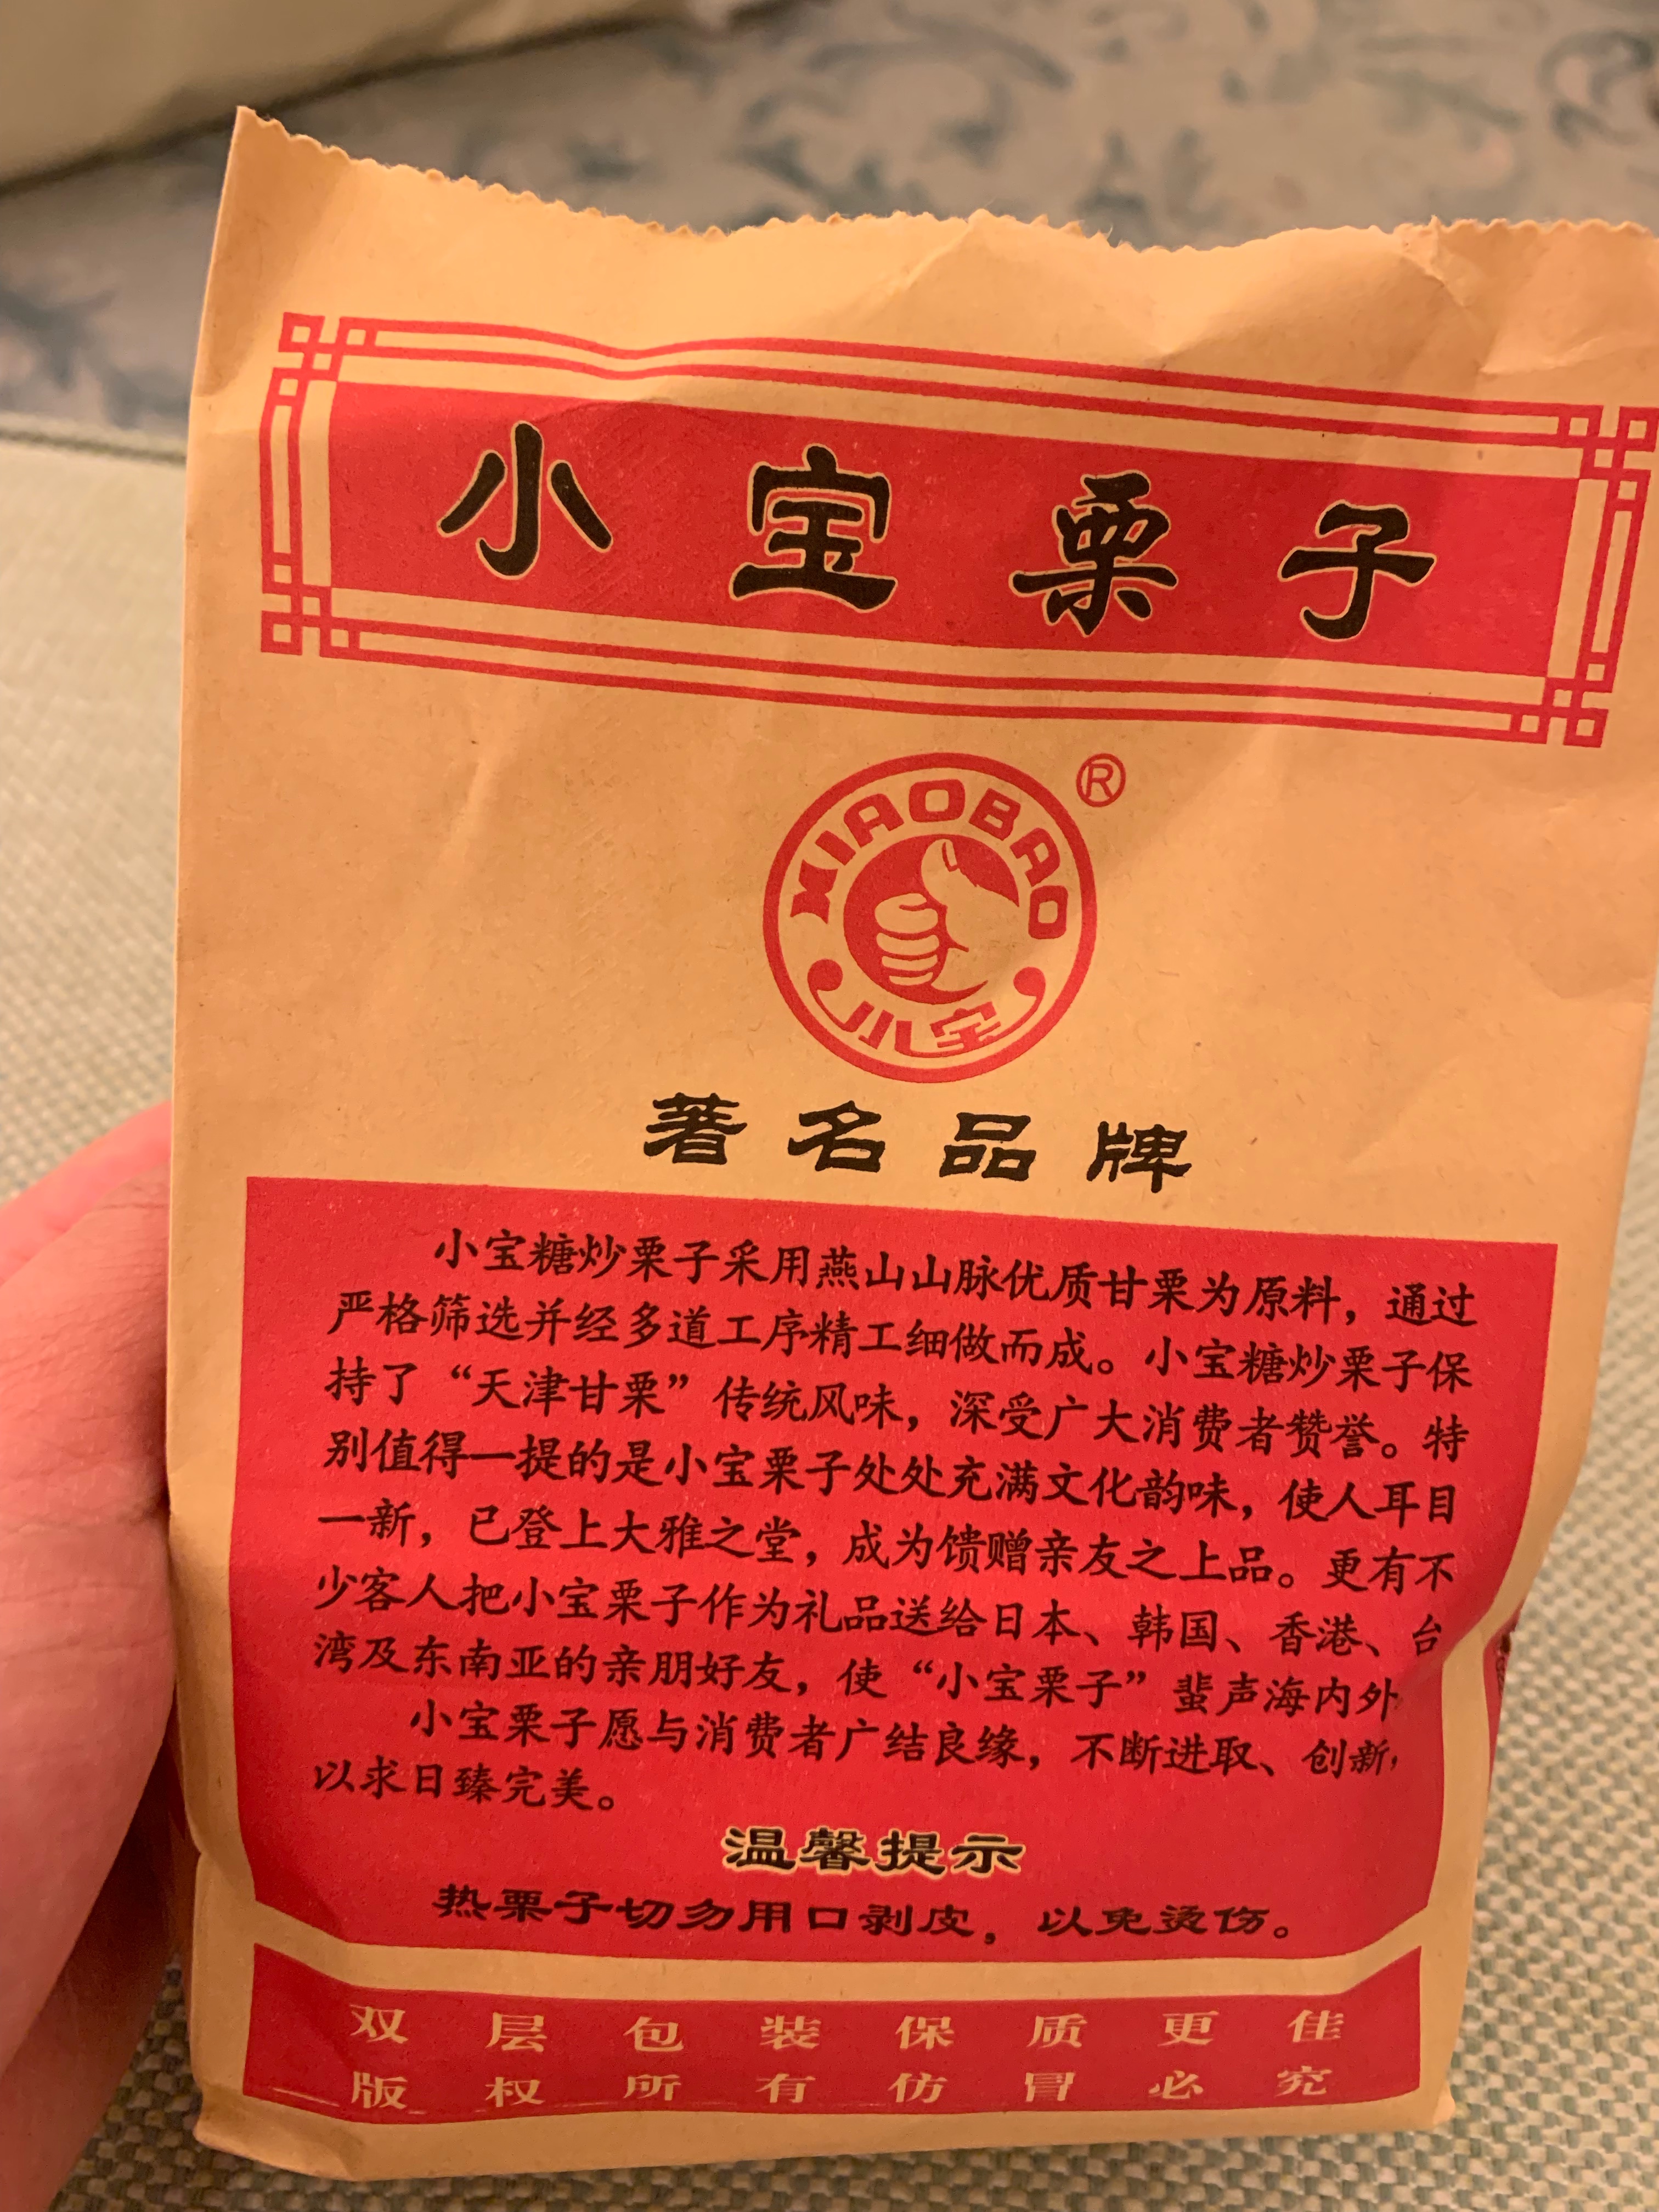 小宝栗子
®
XIAOBAO
小宝
著名品牌
小宝糖炒栗子采用燕山山脉优质甘栗为原料，通过
严格筛选并经多道工序精工细做而成。小宝糖炒栗子保
持了“天津甘栗”传统风味，深受广大消费者赞誉。特
别值得一提的是小宝栗子处处充满文化韵味，使人耳目
一新，已登上大雅之堂，成为馈赠亲友之上品。更有不
少客人把小宝栗子作为礼品送给日本、韩国、香港、台
湾及东南亚的亲朋好友，使“小宝栗子”蜚声海内外
小宝栗子愿与消费者广结良缘，不断进取、创新，
以求日臻完美。
温馨提示
热栗子切勿用口剥皮，以免烫伤。
双层包装保质更佳
版权所有仿冒必究